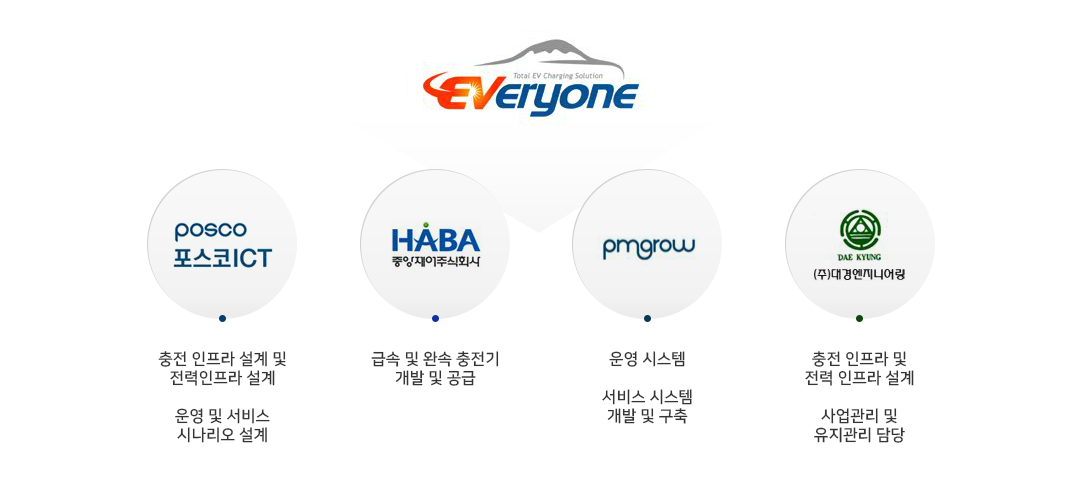 Total EV Charging Solution
EVeryone
posco
포스코ICT
HABA
중앙제어주식회사
pmgrow
DAE KYUNG
(주)대경엔지니어링
충전 인프라 설계 및
전력인프라 설계
운영 및 서비스
시나리오 설계
급속 및 완속 충전기
개발 및 공급
운영 시스템
서비스 시스템
개발 및 구축
충전 인프라 및
전력 인프라 설계
사업관리 및
유지관리 담당